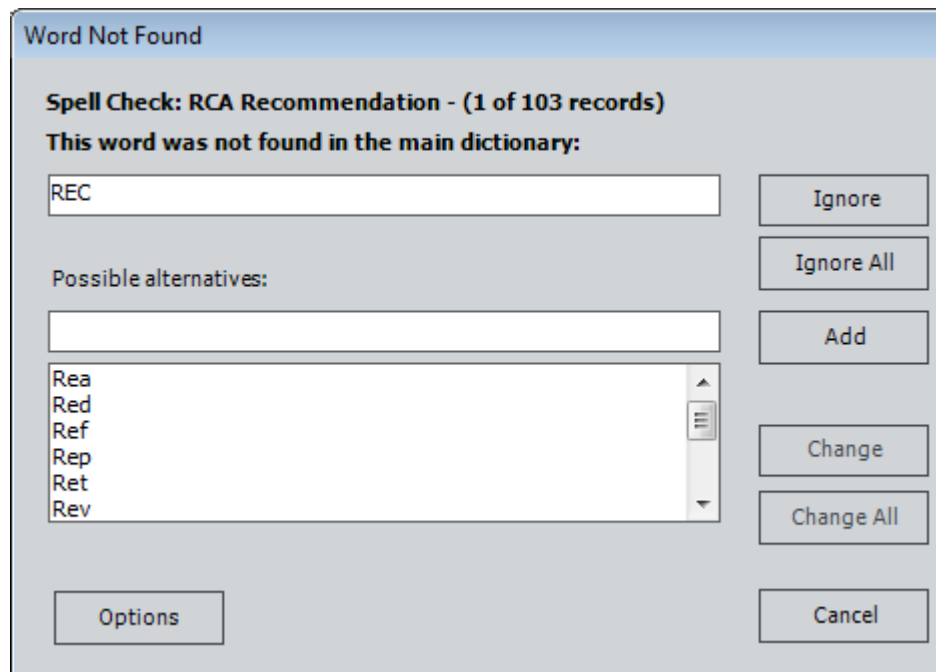 Word Not Found
Spell Check: RCA Recommendation - (1 of 103 records)
This word was not found in the main dictionary:
REC
Ignore
Ignore All
Possible alternatives:
Add
Rea
Red
Ref
Rep
Ret
Rev
Change
Change All
Options
Cancel